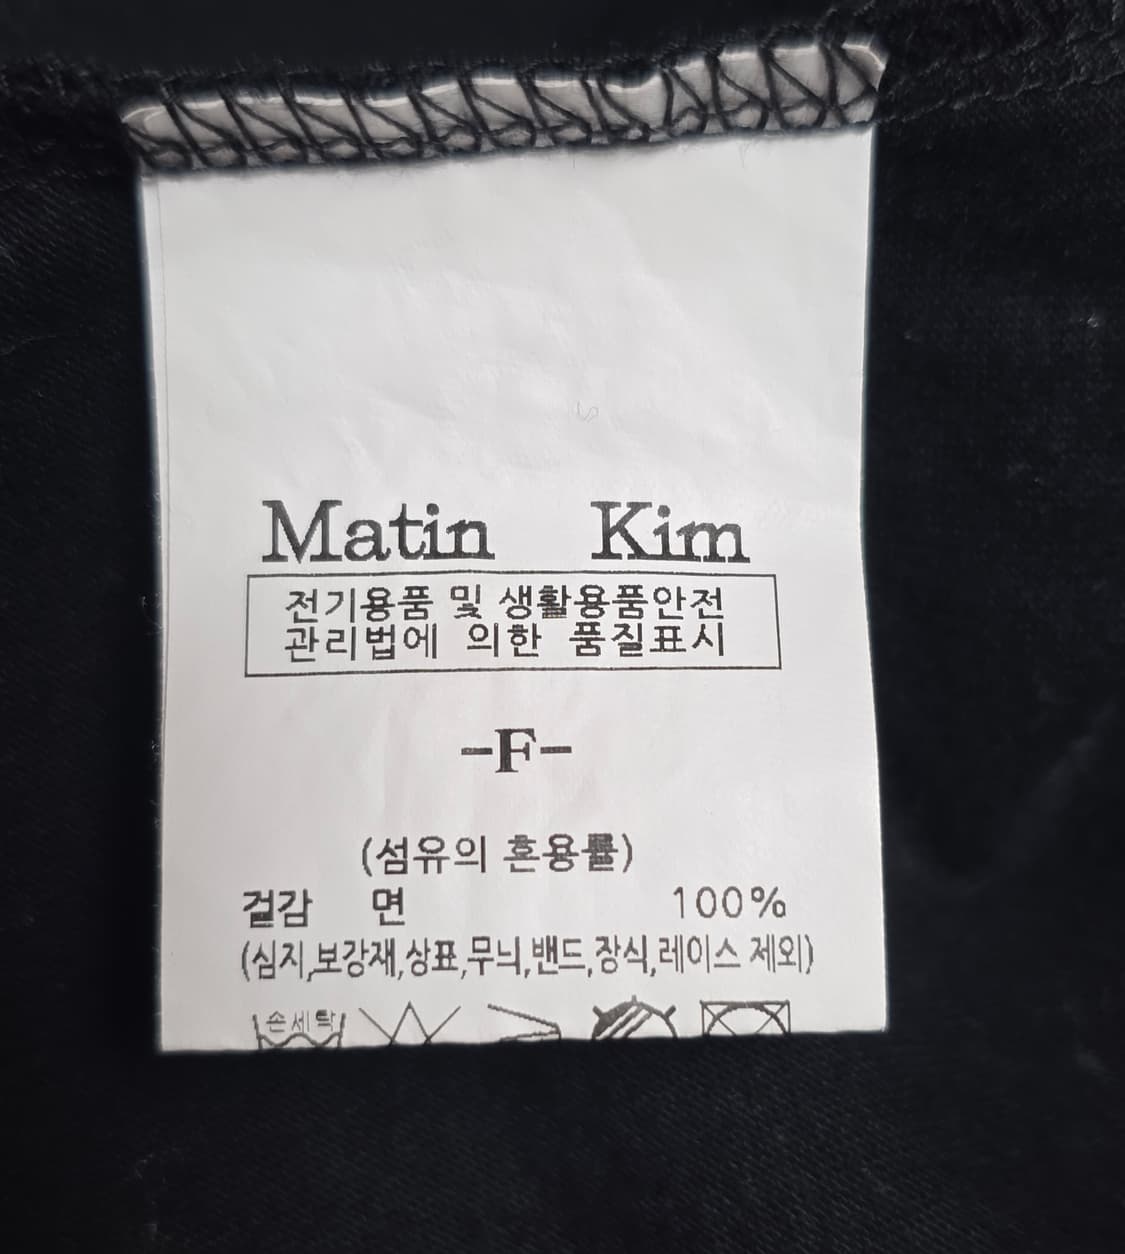 Matin Kim
전기용품 및 생활용품안전
관리법에 의한 품질표시
-F-
(섬유의 혼용률)
겉감 면 100%
(심지,보강재,상표,무늬,밴드,장식,레이스 제외)
손세탁